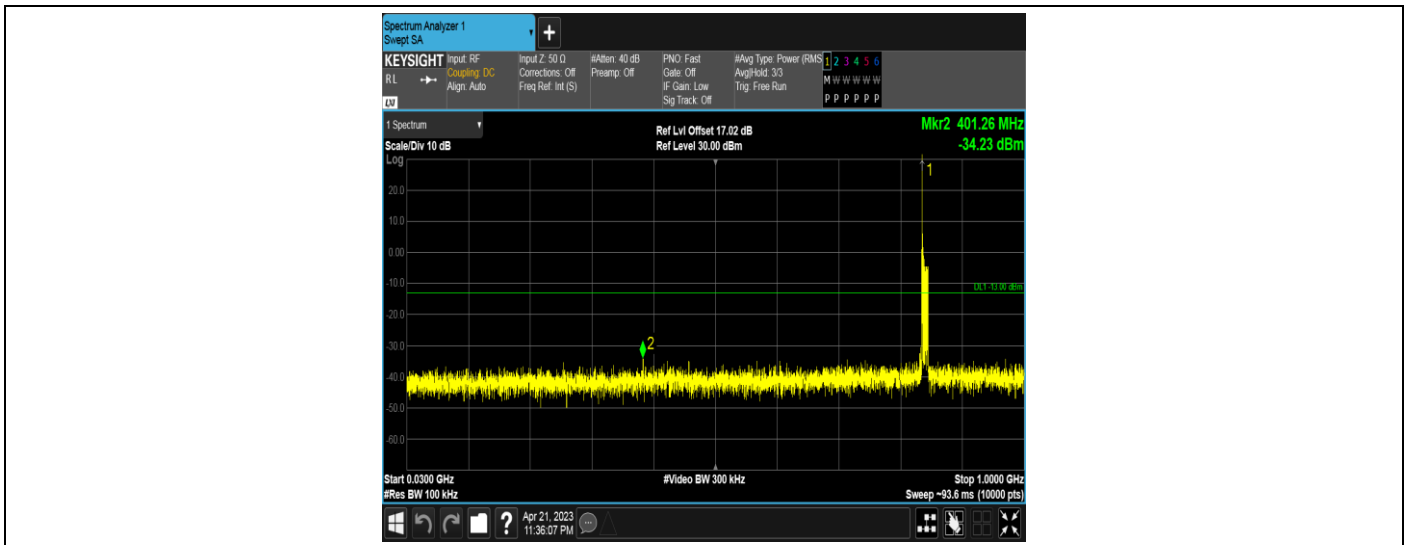 Spectrum Analyzer 1
Swept SA
+
KEYSIGHT
RL
LXI
Input: RF
Coupling: DC
Align: Auto
Input Z: 50 Ω
Corrections: Off
Freq Ref: Int (S)
#Atten: 40 dB
Preamp: Off
PNO: Fast
Gate: Off
IF Gain: Low
Sig Track: Off
#Avg Type: Power (RMS
Avg|Hold: 3/3
Trig: Free Run
1 2 3 4 5 6
M W W W W W
P P P P P P
1 Spectrum
Scale/Div 10 dB
Log
Ref Lvl Offset 17.02 dB
Ref Level 30.00 dBm
Mkr2 401.26 MHz
-34.23 dBm
1
20.0
10.0
0.00
-10.0
DL1 -13.00 dBm
-20.0
-30.0
2
-40.0
-50.0
-60.0
Start 0.0300 GHz
#Res BW 100 kHz
#Video BW 300 kHz
Stop 1.0000 GHz
Sweep ~93.6 ms (10000 pts)
?
Apr 21, 2023
11:36:07 PM